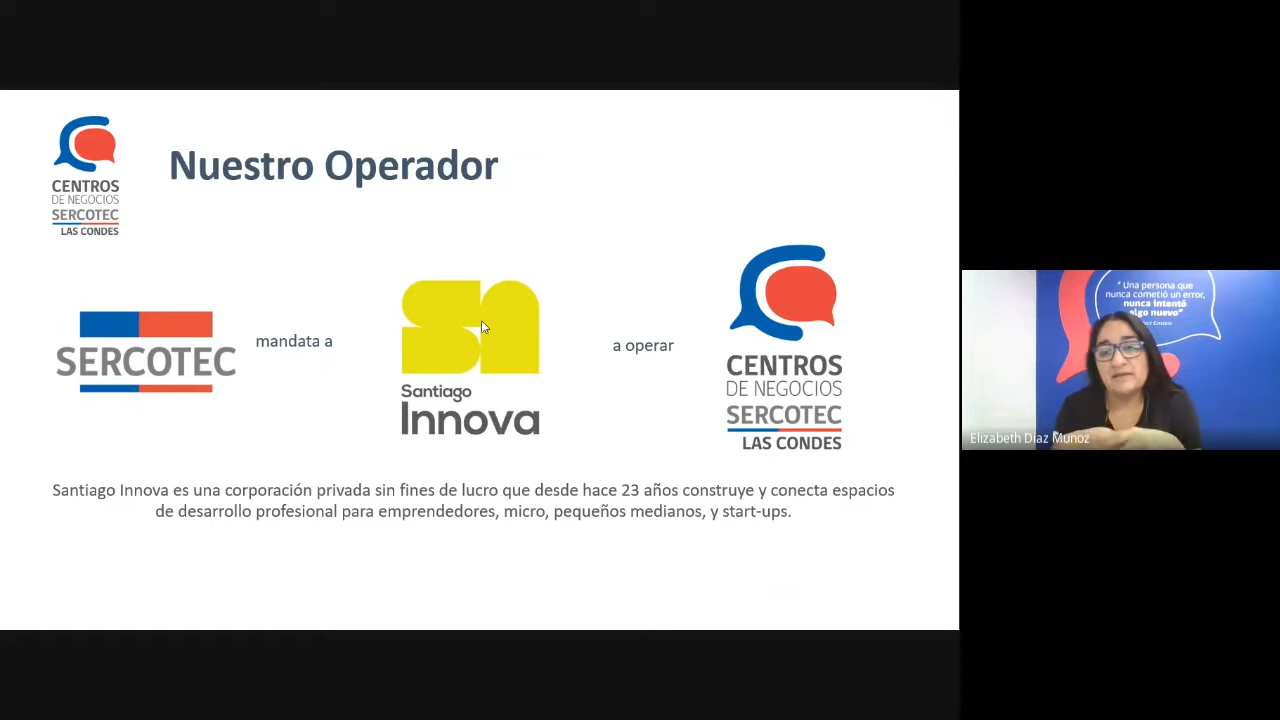 CENTROS
DE NEGOCIOS
SERCOTEC
LAS CONDES
Nuestro Operador
SERCOTEC
mandata a
Santiago
Innova
a operar
CENTROS
DE NEGOCIOS
SERCOTEC
LAS CONDES
Santiago Innova es una corporación privada sin fines de lucro que desde hace 23 años construye y conecta espacios
de desarrollo profesional para emprendedores, micro, pequeños medianos, y start-ups.
" Una persona que
nunca cometió un error,
nunca intentó
algo nuevo"
Elizabeth Diaz Munoz